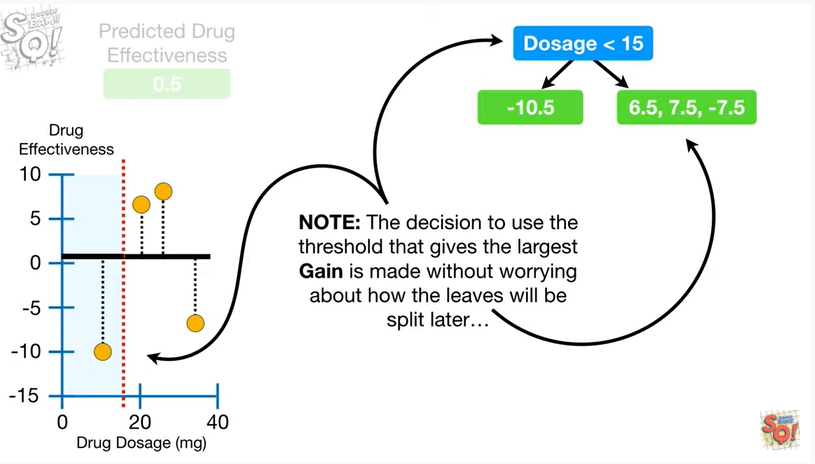 SQ!
Predicted Drug
Effectiveness
0.5
Dosage < 15
-10.5
6.5, 7.5, -7.5
Drug
Effectiveness
10
5
0
-5
-10
-15
0
20
40
Drug Dosage (mg)
NOTE: The decision to use the
threshold that gives the largest
Gain is made without worrying
about how the leaves will be
split later…
SQ!